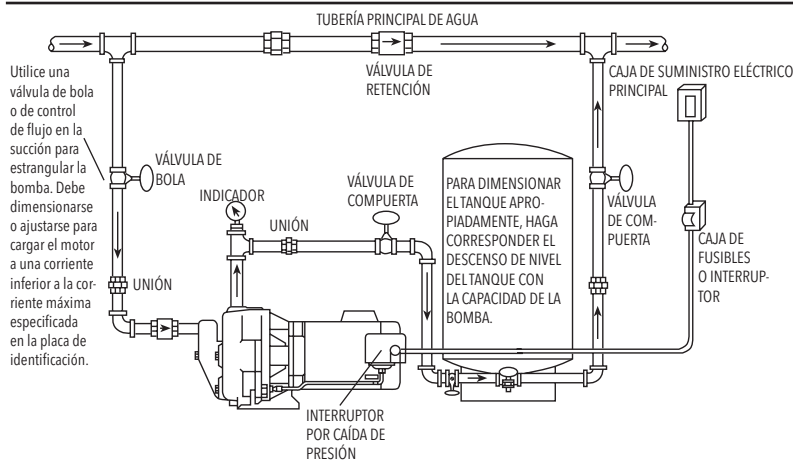 TUBERÍA PRINCIPAL DE AGUA
VÁLVULA DE
RETENCIÓN
CAJA DE SUMINISTRO ELÉCTRICO
PRINCIPAL
Utilice una
válvula de bola
o de control
de flujo en la
succión para
estrangular la
bomba. Debe
dimensionarse
o ajustarse para
cargar el motor
a una corriente
inferior a la cor-
riente máxima
especificada
en la placa de
identificación.
VÁLVULA DE
BOLA
INDICADOR
UNIÓN
VÁLVULA DE
COMPUERTA
PARA DIMENSIONAR
EL TANQUE APRO-
PIADAMENTE, HAGA
CORRESPONDER EL
DESCENSO DE NIVEL
DEL TANQUE CON
LA CAPACIDAD DE LA
BOMBA.
VÁLVULA
DE COM-
PUERTA
CAJA DE
FUSIBLES
O INTERRUP-
TOR
UNIÓN
INTERRUPTOR
POR CAÍDA DE
PRESIÓN